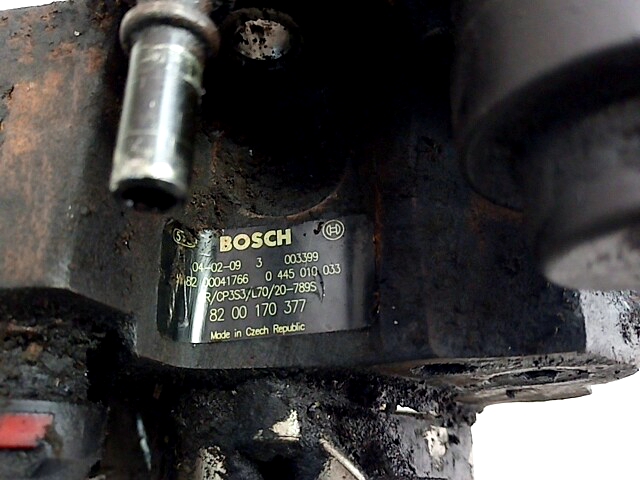 BOSCH
04-02-09 3 003399
82 00041766 0 445 010 033
R/CP3S3/L70/20-789S
82 00 170 377
Made in Czech Republic